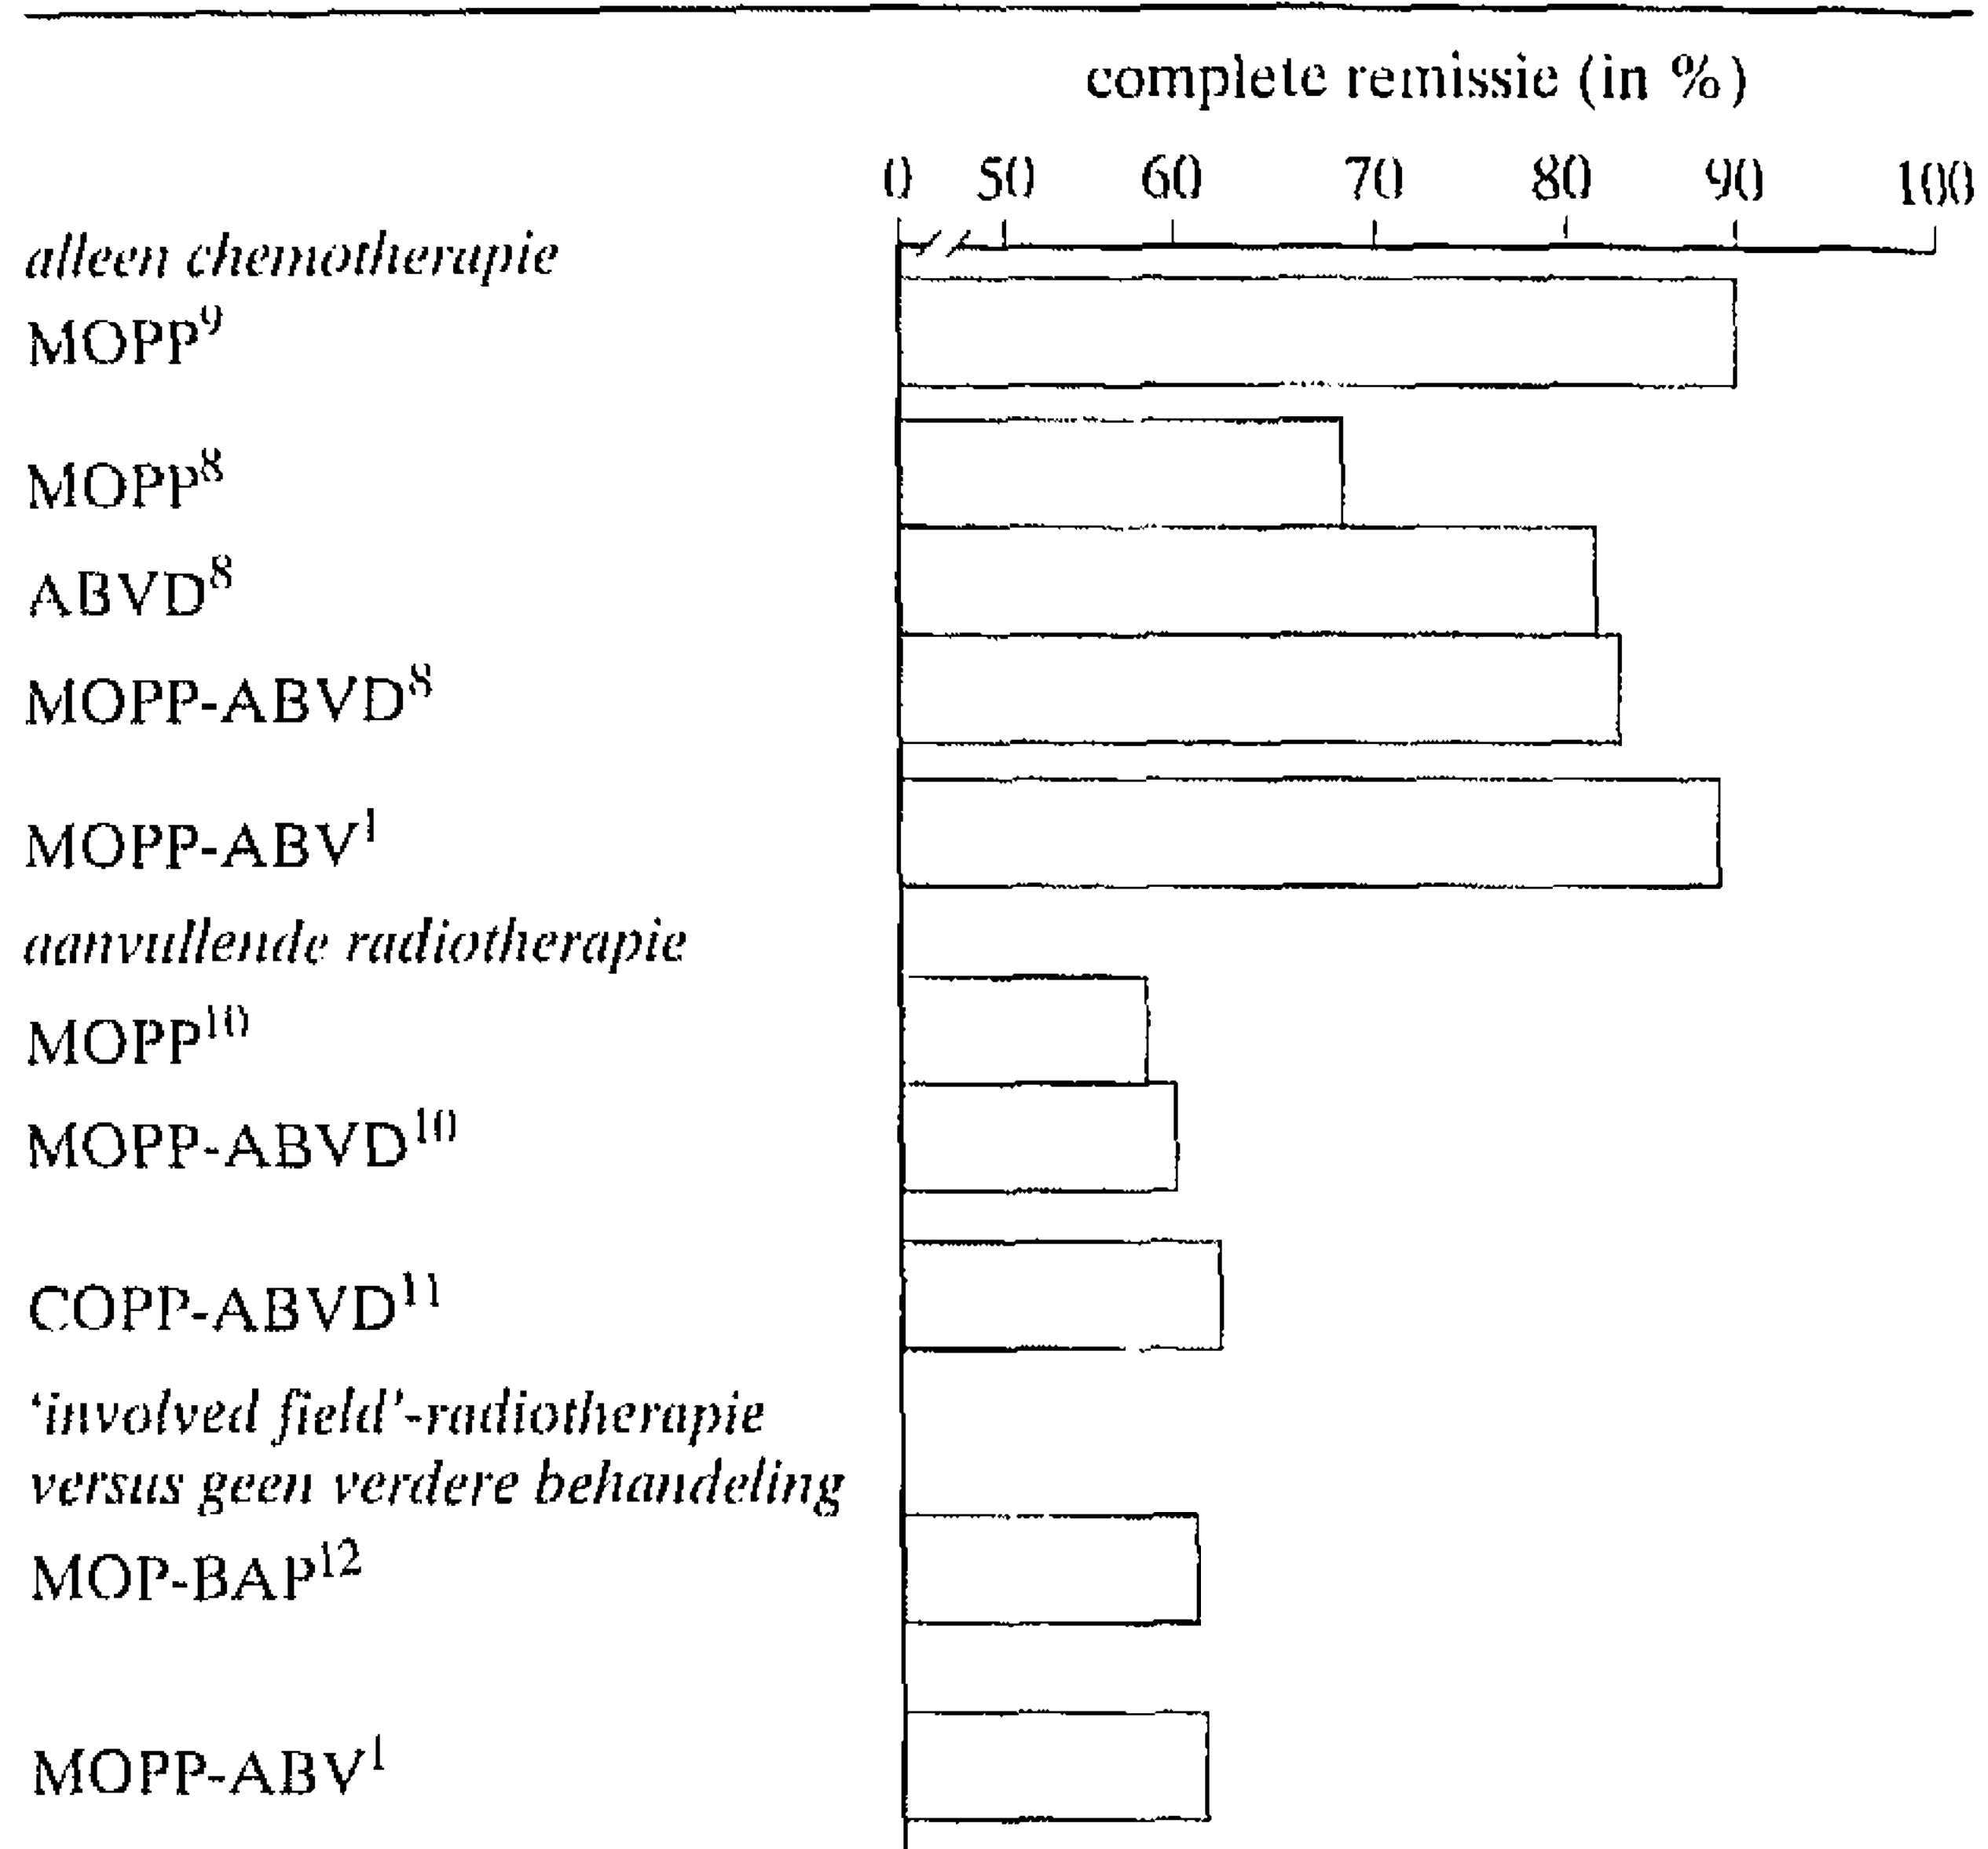 complete remissie (in %)
0 50 60 70 80 90 100
alleen chemotherapie
MOPP⁹
MOPP⁸
ABVD⁸
MOPP-ABVD⁸
MOPP-ABV¹
aanvullende radiotherapie
MOPP¹⁰
MOPP-ABVD¹⁰
COPP-ABVD¹¹
‘involved field’-radiotherapie
versus geen verdere behandeling
MOP-BAP¹²
MOPP-ABV¹